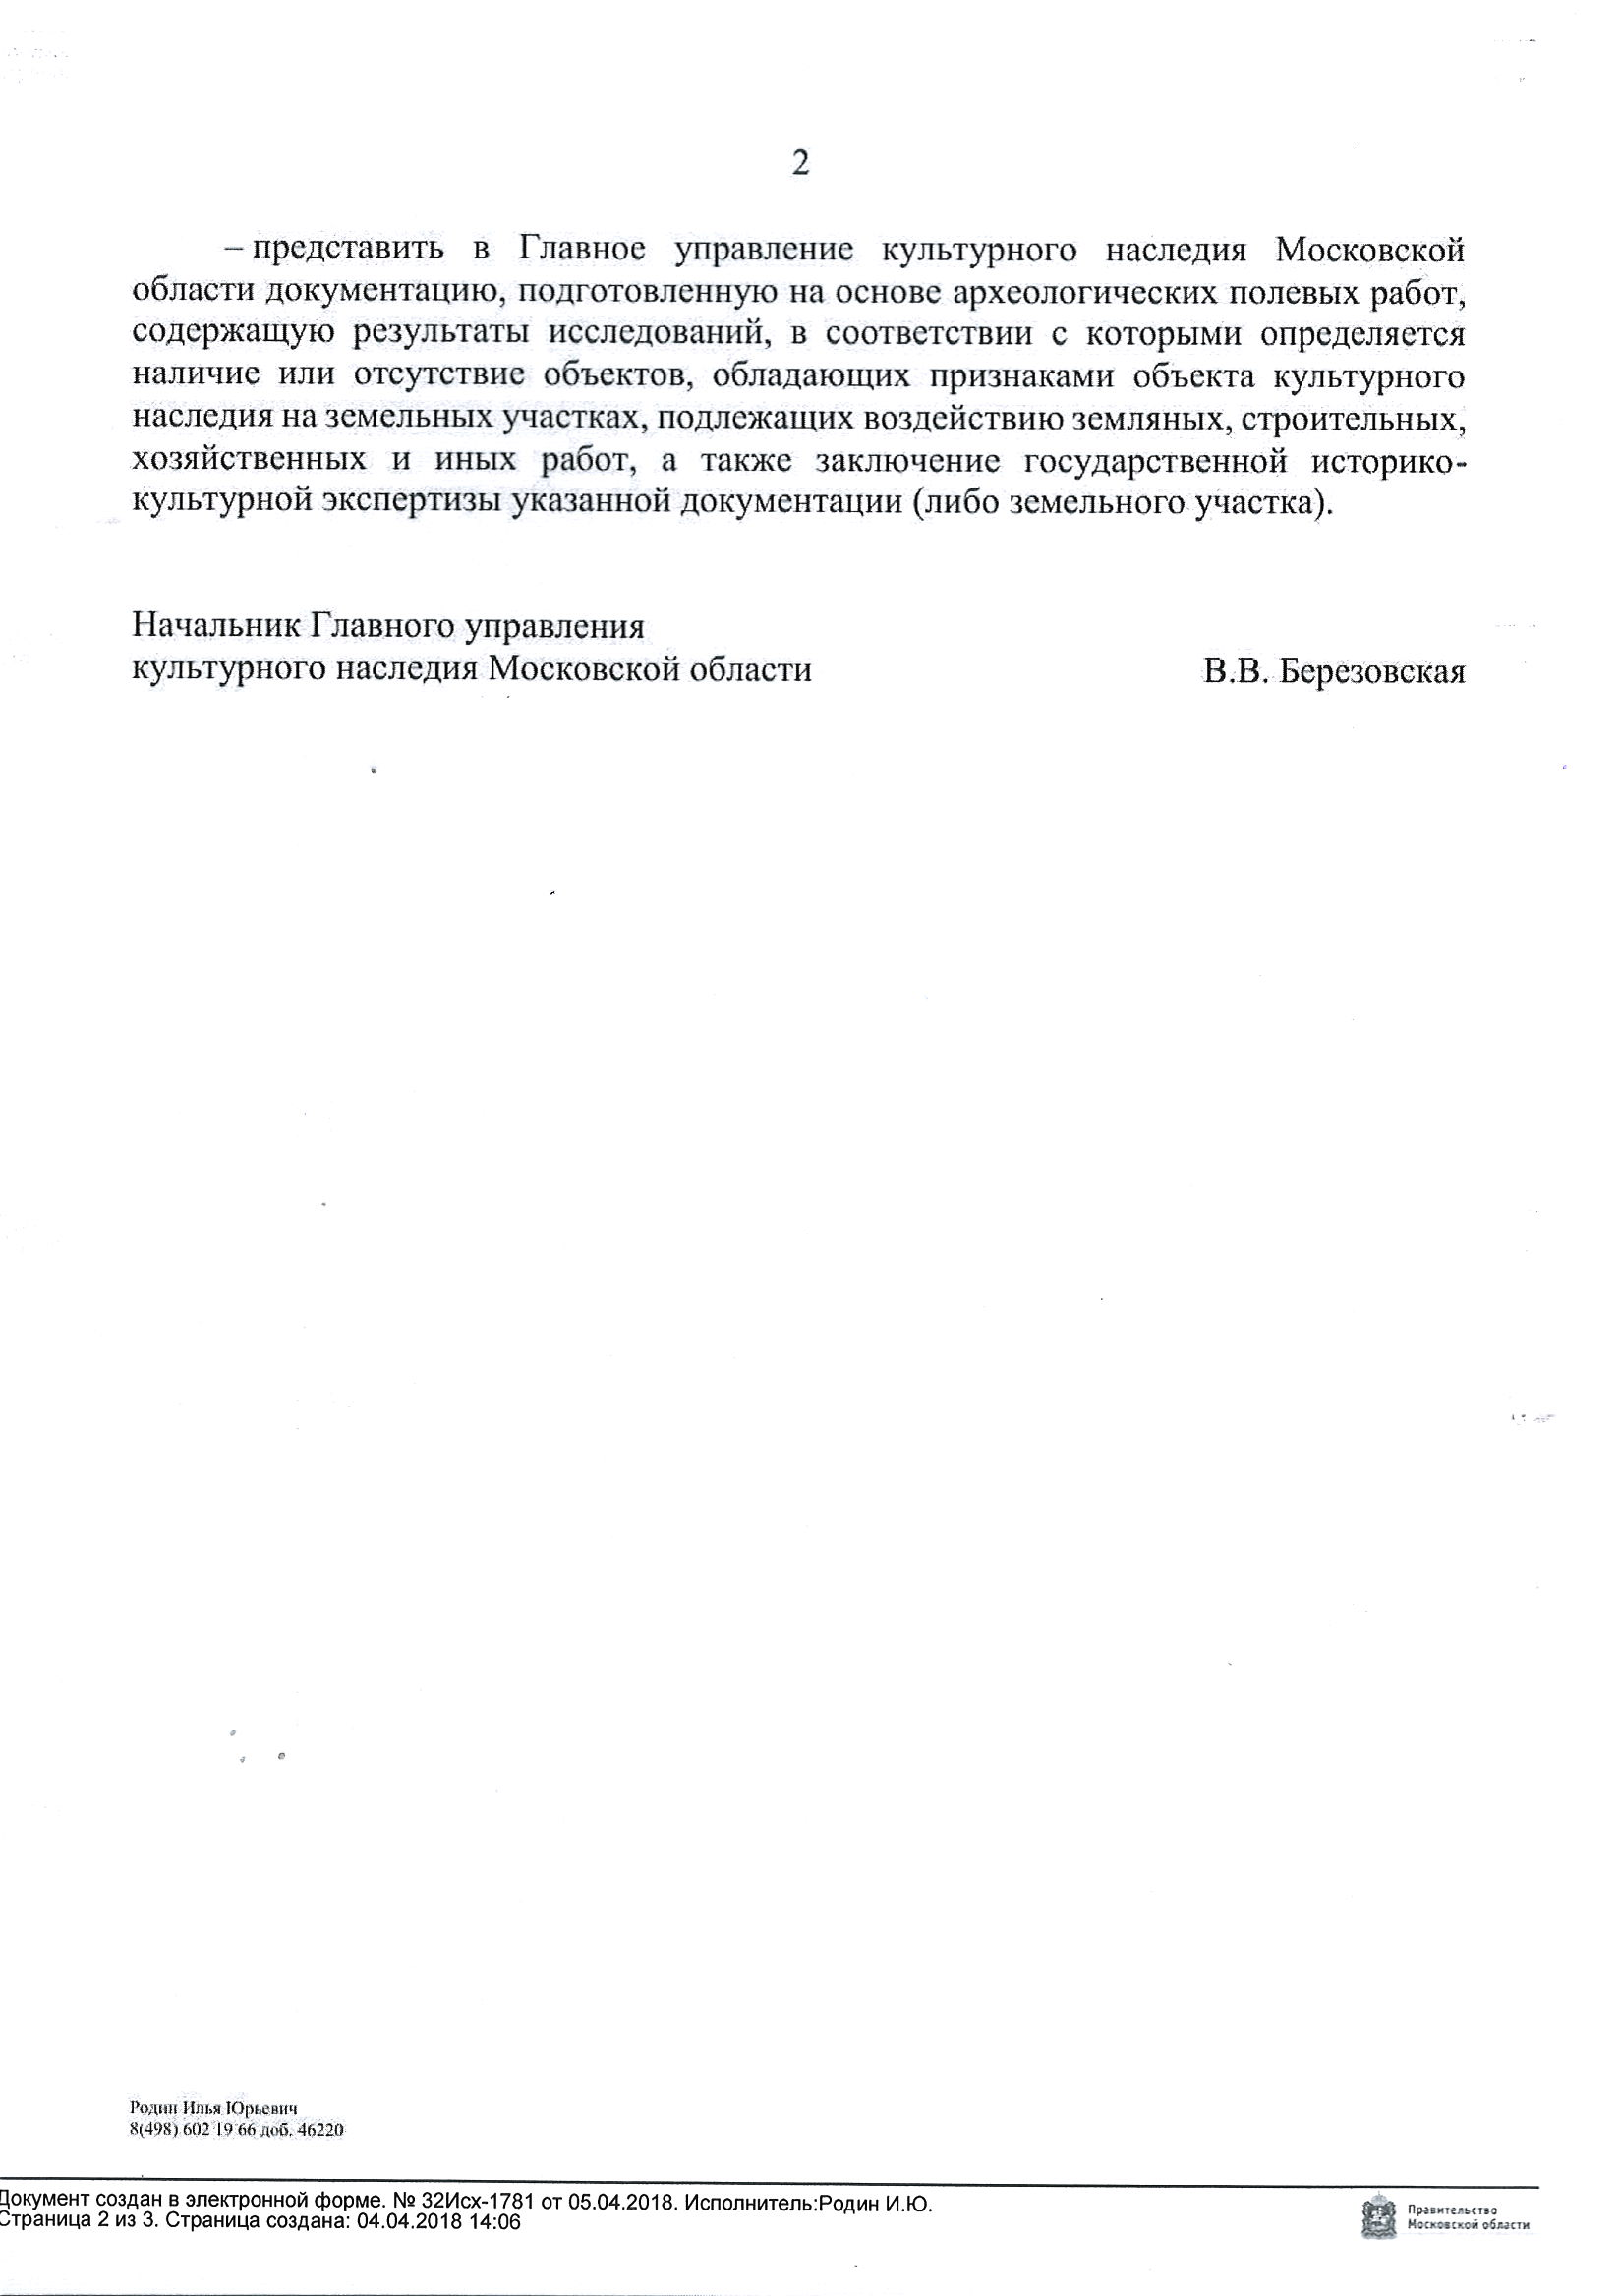 2
– представить в Главное управление культурного наследия Московской
области документацию, подготовленную на основе археологических полевых работ,
содержащую результаты исследований, в соответствии с которыми определяется
наличие или отсутствие объектов, обладающих признаками объекта культурного
наследия на земельных участках, подлежащих воздействию земляных, строительных,
хозяйственных и иных работ, а также заключение государственной историко-
культурной экспертизы указанной документации (либо земельного участка).
Начальник Главного управления
культурного наследия Московской области В.В. Березовская
Родин Илья Юрьевич
8(498) 602 19 66 доб. 46220
Документ создан в электронной форме. № 32Исх-1781 от 05.04.2018. Исполнитель:Родин И.Ю.
Страница 2 из 3. Страница создана: 04.04.2018 14:06
Правительство
Московской области